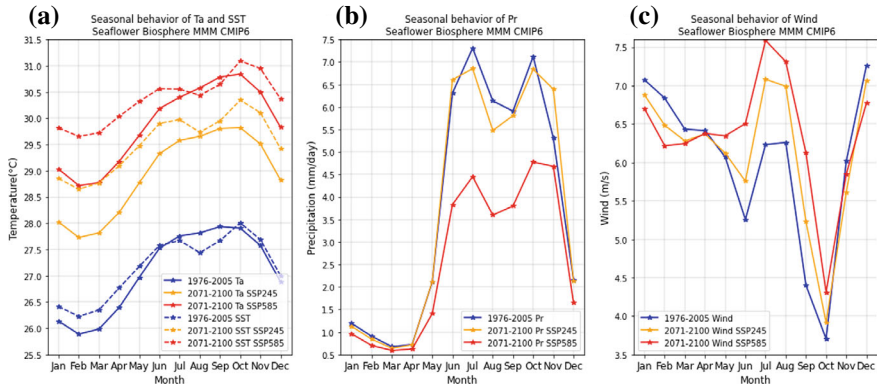 (a)
Seasonal behavior of Ta and SST
Seaflower Biosphere MMM CMIP6
Temperature(°C)
31.5
31.0
30.5
30.0
29.5
29.0
28.5
28.0
27.5
27.0
26.5
26.0
25.5
1976-2005 Ta
2071-2100 Ta SSP245
2071-2100 Ta SSP585
1976-2005 SST
2071-2100 SST SSP245
2071-2100 SST SSP585
Jan Feb Mar Apr May Jun Jul Aug Sep Oct Nov Dec
Month
(b)
Seasonal behavior of Pr
Seaflower Biosphere MMM CMIP6
Precipitation (mm/day)
7.5
7.0
6.5
6.0
5.5
5.0
4.5
4.0
3.5
3.0
2.5
2.0
1.5
1.0
0.5
1976-2005 Pr
2071-2100 Pr SSP245
2071-2100 Pr SSP585
Jan Feb Mar Apr May Jun Jul Aug Sep Oct Nov Dec
Month
(c)
Seasonal behavior of Wind
Seaflower Biosphere MMM CMIP6
Wind (m/s)
7.5
7.0
6.5
6.0
5.5
5.0
4.5
4.0
3.5
1976-2005 Wind
2071-2100 Wind SSP245
2071-2100 Wind SSP585
Jan Feb Mar Apr May Jun Jul Aug Sep Oct Nov Dec
Month